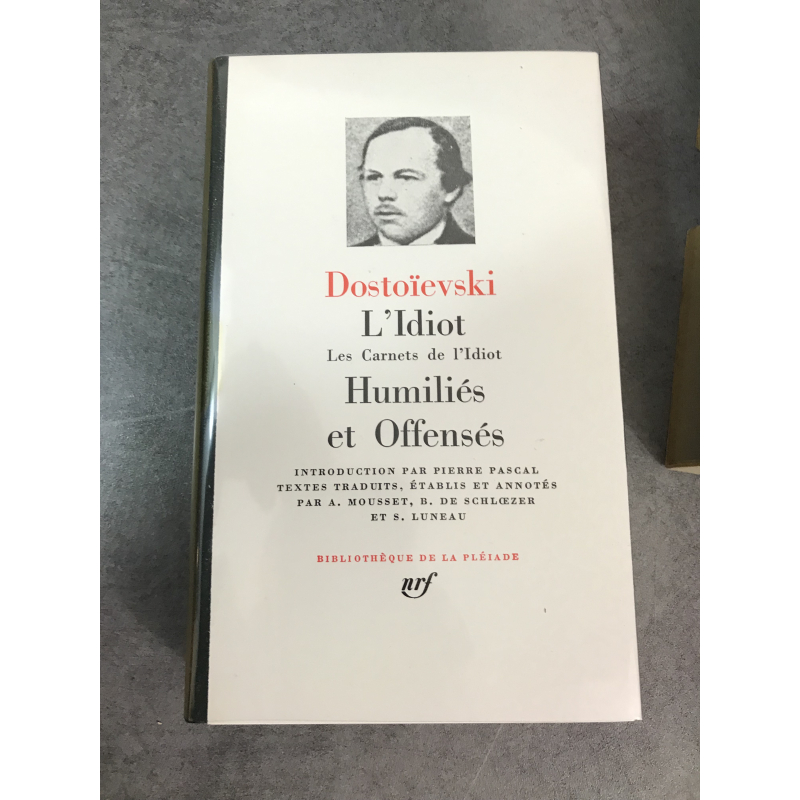 Dostoïevski
L'Idiot
Les Carnets de l'Idiot
Humiliés
et Offensés
INTRODUCTION PAR PIERRE PASCAL
TEXTES TRADUITS, ÉTABLIS ET ANNOTÉS
PAR A. MOUSSET, B. DE SCHLŒZER
ET S. LUNEAU
BIBLIOTHÈQUE DE LA PLÉIADE
nrf